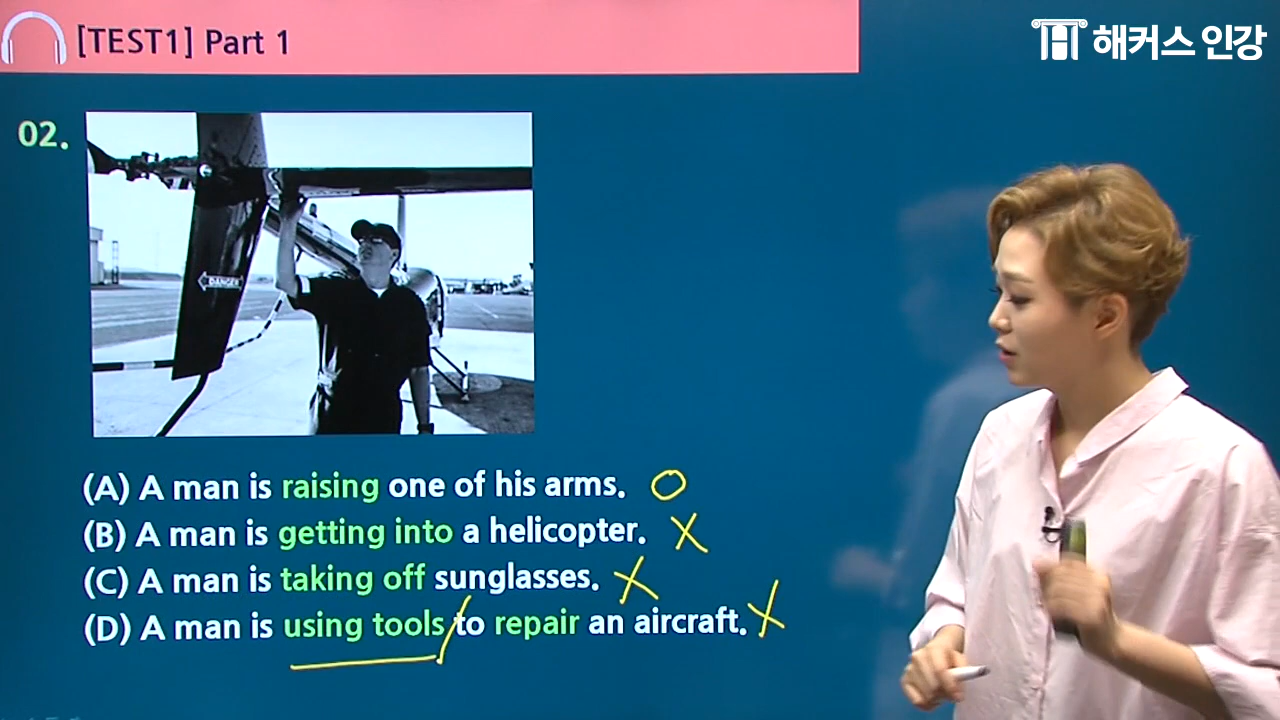 [TEST1] Part 1
해커스 인강
02.
DANGER
(A) A man is raising one of his arms. O
(B) A man is getting into a helicopter. X
(C) A man is taking off sunglasses. X
(D) A man is using tools / to repair an aircraft. X